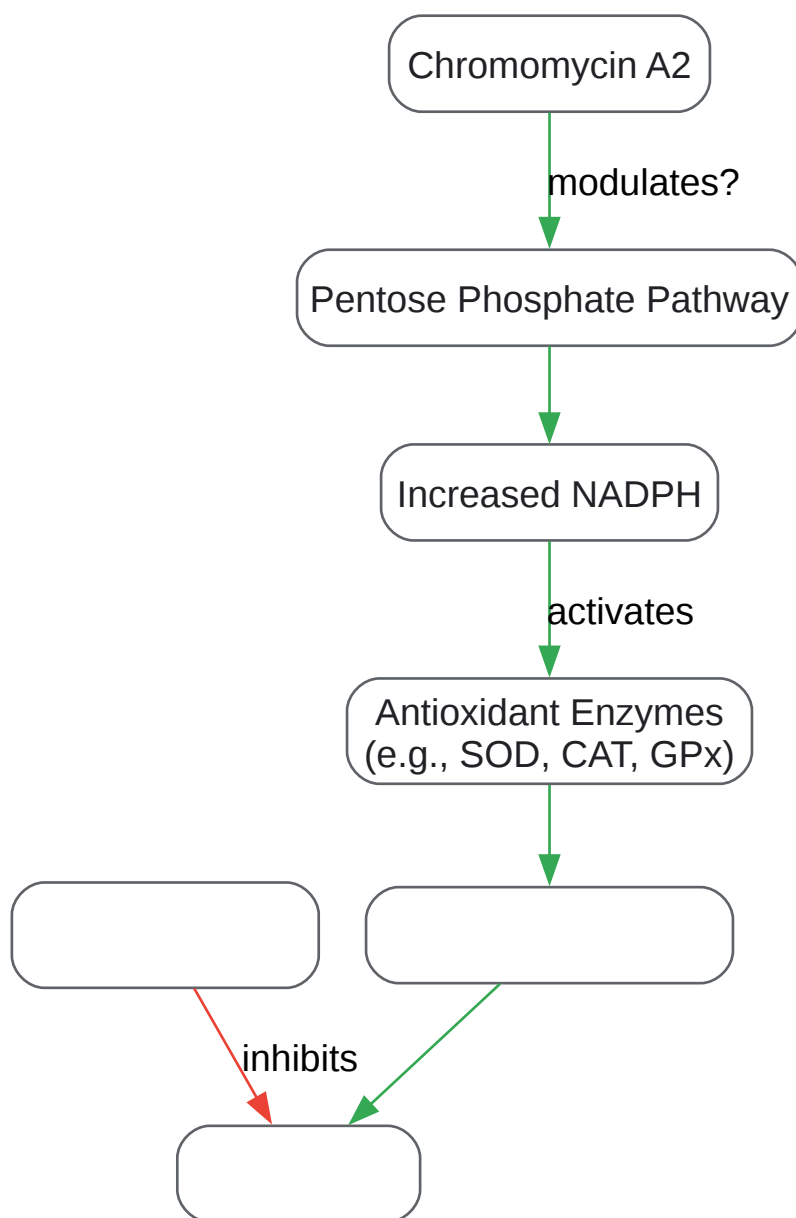 Chromomycin A2
modulates?
Pentose Phosphate Pathway
Increased NADPH
activates
Antioxidant Enzymes
(e.g., SOD, CAT, GPx)
inhibits